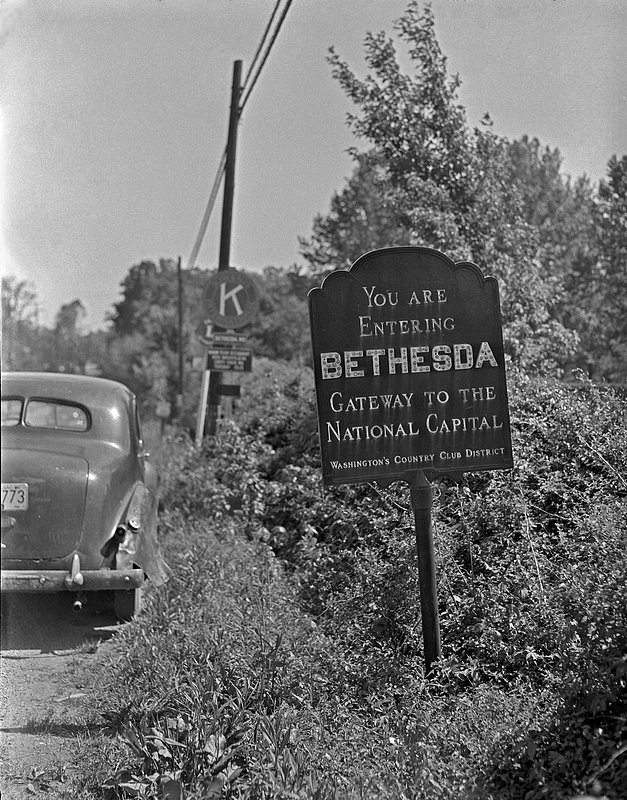 K
YOU ARE
ENTERING
BETHESDA
GATEWAY TO THE
NATIONAL CAPITAL
WASHINGTON'S COUNTRY CLUB DISTRICT
773